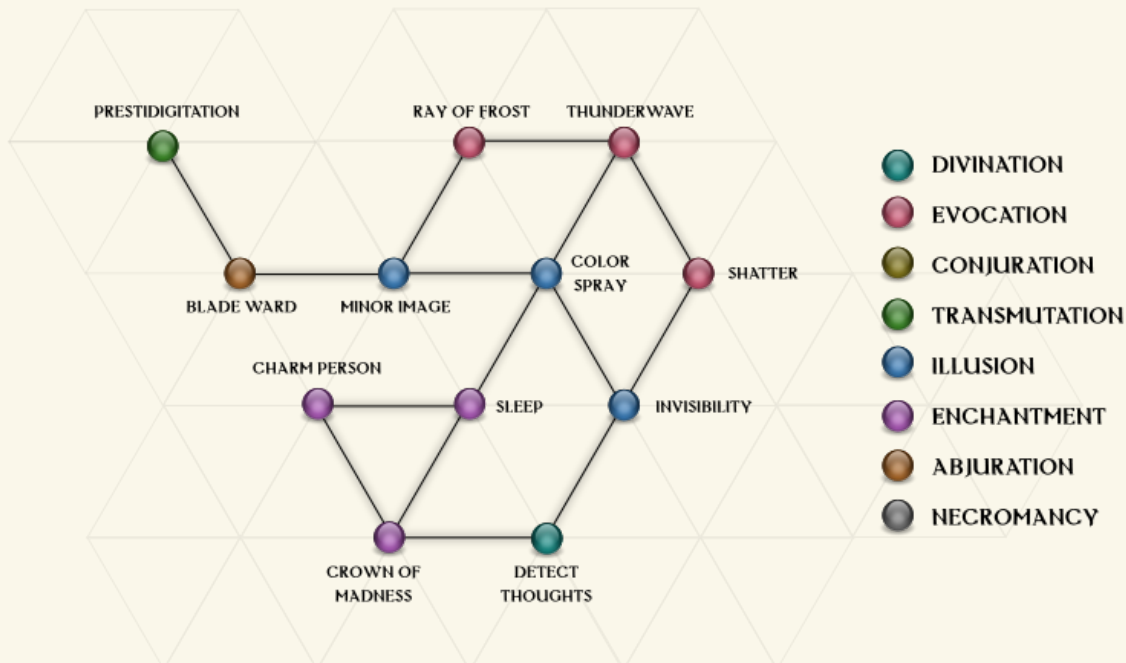 PRESTIDIGITATION
RAY OF FROST
THUNDERWAVE
DIVINATION
EVOCATION
COLOR
SPRAY
SHATTER
CONJURATION
BLADE WARD
MINOR IMAGE
TRANSMUTATION
CHARM PERSON
ILLUSION
SLEEP
INVISIBILITY
ENCHANTMENT
ABJURATION
NECROMANCY
CROWN OF
MADNESS
DETECT
THOUGHTS